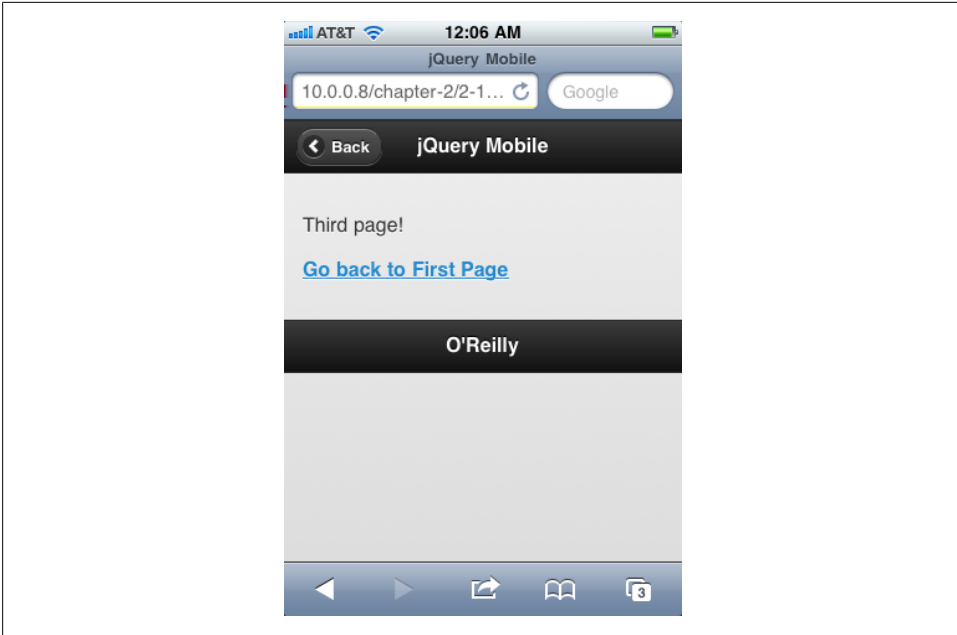 AT&T 12:06 AM
jQuery Mobile
10.0.0.8/chapter-2/2-1... Google
Back jQuery Mobile
Third page!
Go back to First Page
O'Reilly
3